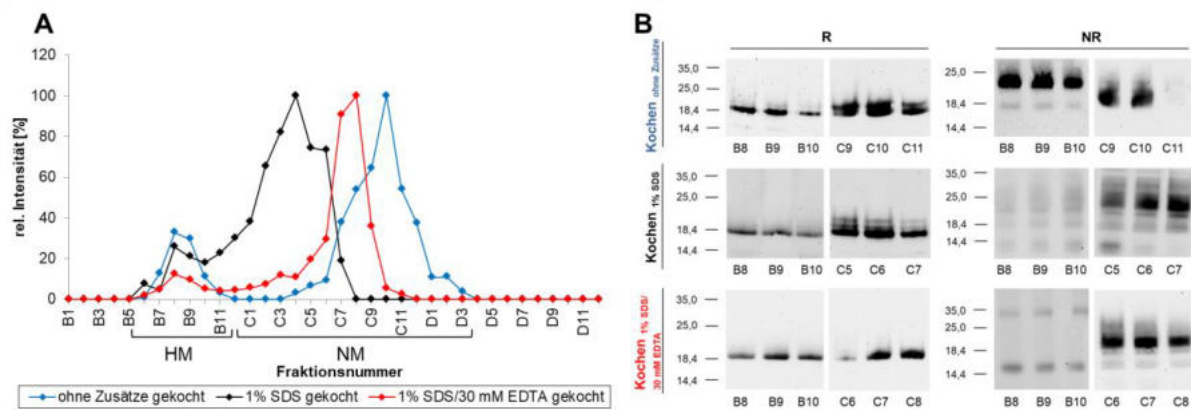 A
rel. Intensität [%]
120
100
80
60
40
20
0
B1 B3 B5 B7 B9 B11 C1 C3 C5 C7 C9 C11 D1 D3 D5 D7 D9 D11
HM NM
Fraktionsnummer
ohne Zusätze gekocht 1% SDS gekocht 1% SDS/30 mM EDTA gekocht
B
R NR
Kochen ohne Zusätze
35,0
25,0
18,4
14,4
B8 B9 B10 C9 C10 C11
25,0
18,4
14,4
B8 B9 B10 C9 C10 C11
Kochen 1% SDS
35,0
25,0
18,4
14,4
B8 B9 B10 C5 C6 C7
35,0
25,0
18,4
14,4
B8 B9 B10 C5 C6 C7
Kochen 1% SDS/
30 mM EDTA
35,0
25,0
18,4
14,4
B8 B9 B10 C6 C7 C8
35,0
25,0
18,4
14,4
B8 B9 B10 C6 C7 C8